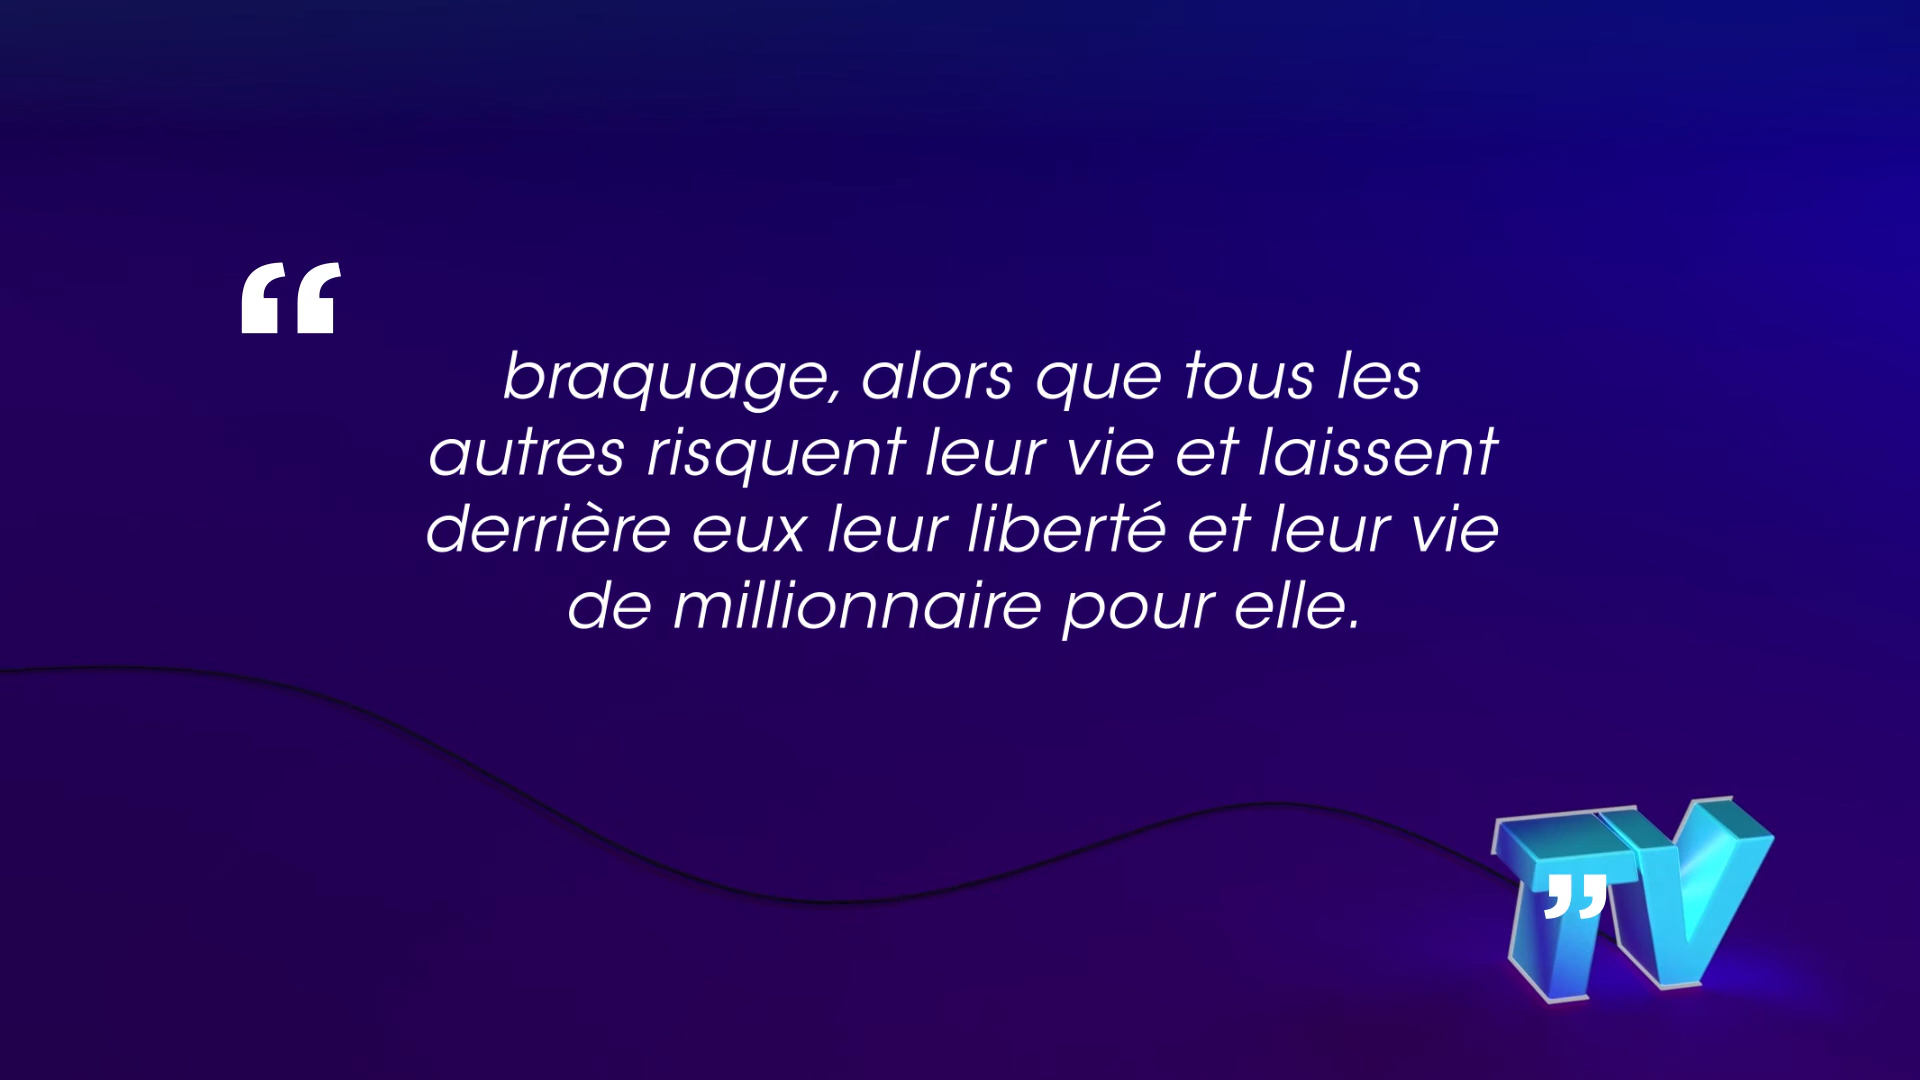 “
braquage, alors que tous les
autres risquent leur vie et laissent
derrière eux leur liberté et leur vie
de millionnaire pour elle.
TV
”